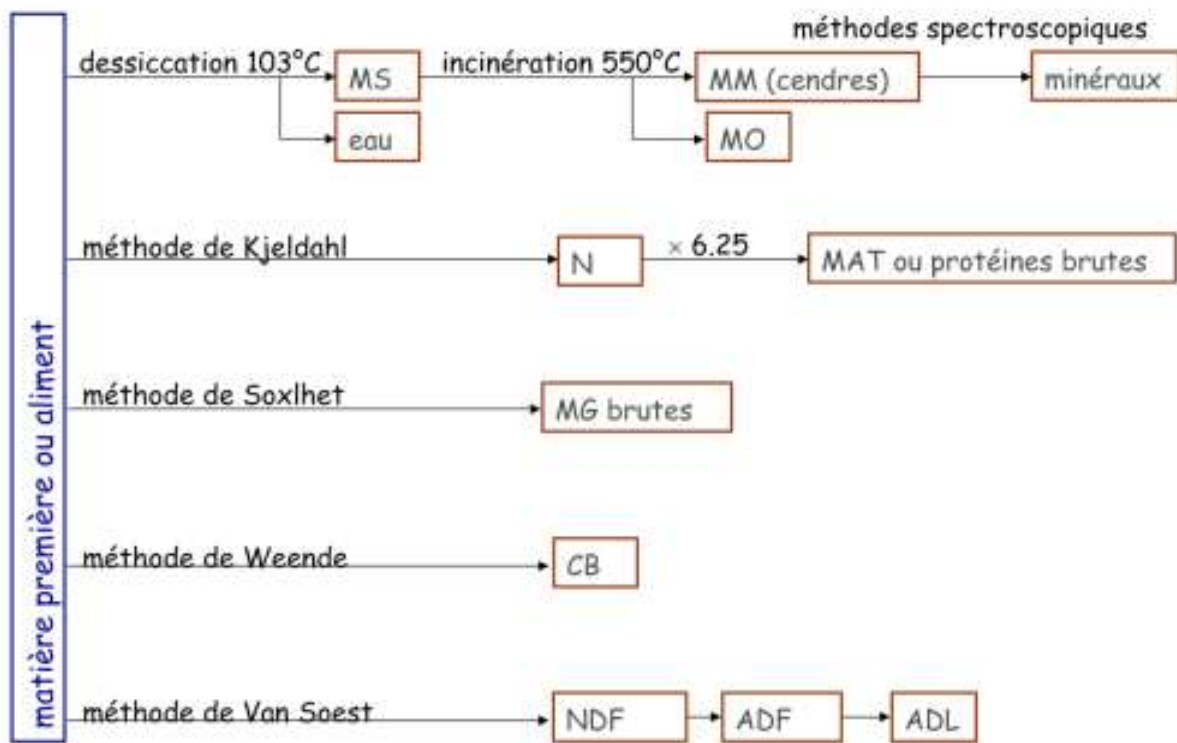 méthodes spectroscopiques
dessiccation 103°C
MS
incinération 550°C
MM (cendres)
minéraux
eau
MO
méthode de Kjeldahl
N
× 6.25
MAT ou protéines brutes
méthode de Soxlhet
MG brutes
méthode de Weende
CB
méthode de Van Soest
NDF
ADF
ADL
matière première ou aliment